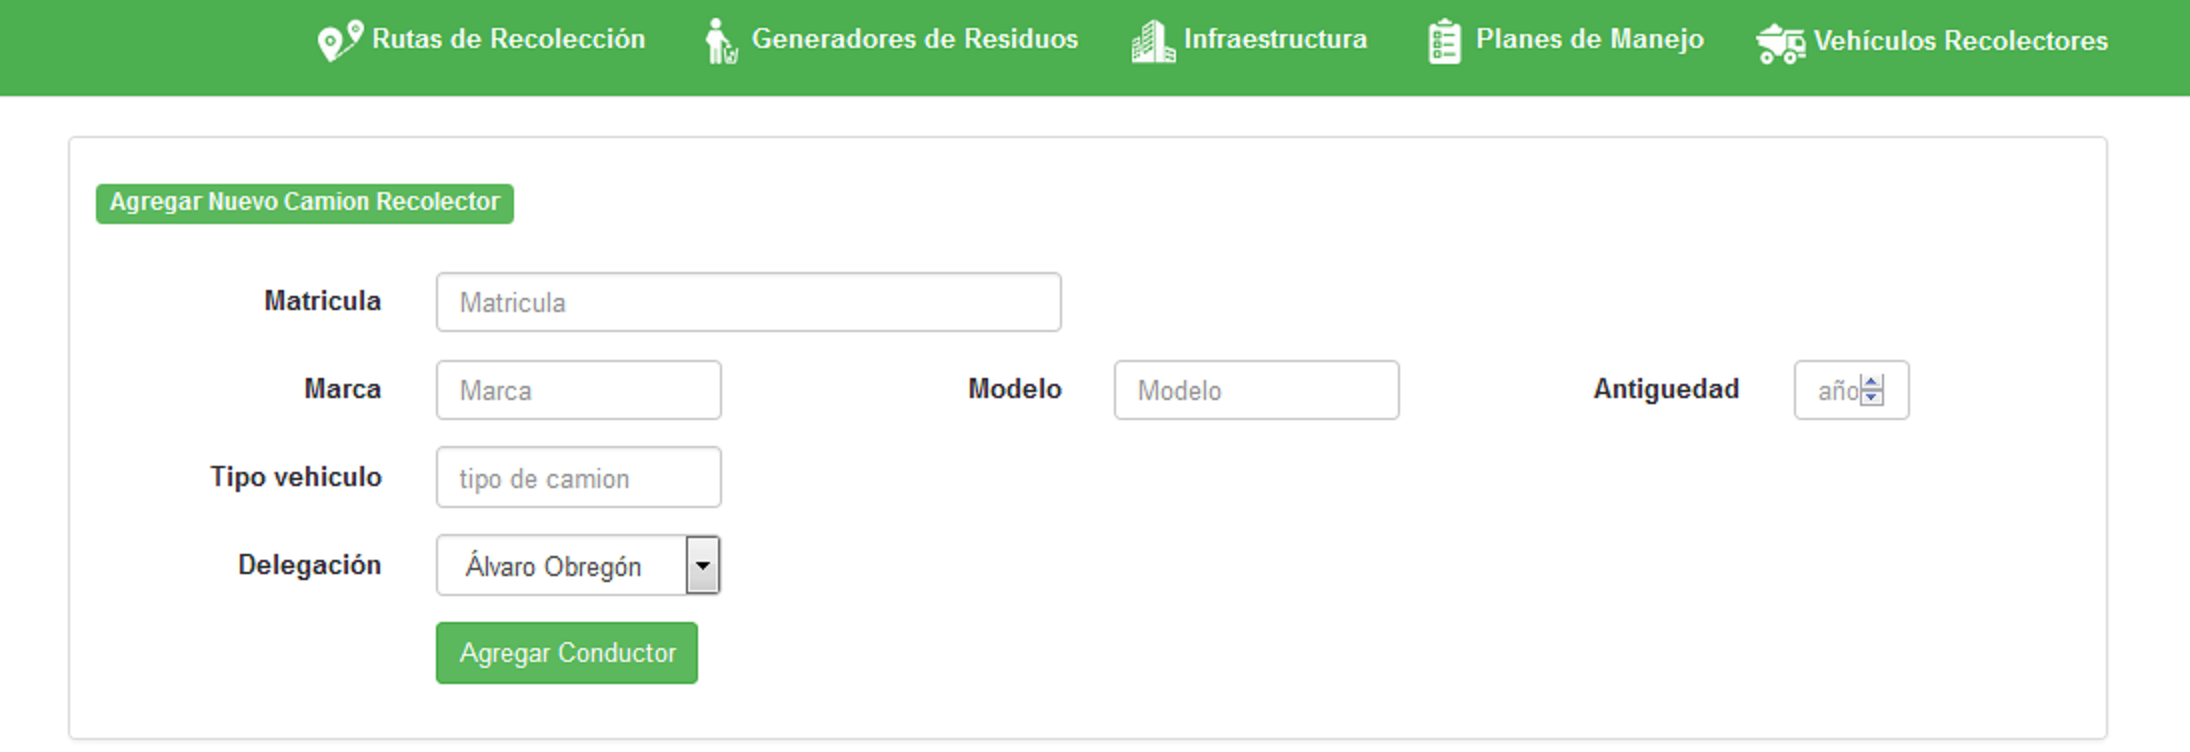 Rutas de Recolección Generadores de Residuos Infraestructura Planes de Manejo Vehículos Recolectores
Agregar Nuevo Camion Recolector
Matricula Matricula
Marca Marca Modelo Modelo Antiguedad año
Tipo vehiculo tipo de camion
Delegación Álvaro Obregón
Agregar Conductor